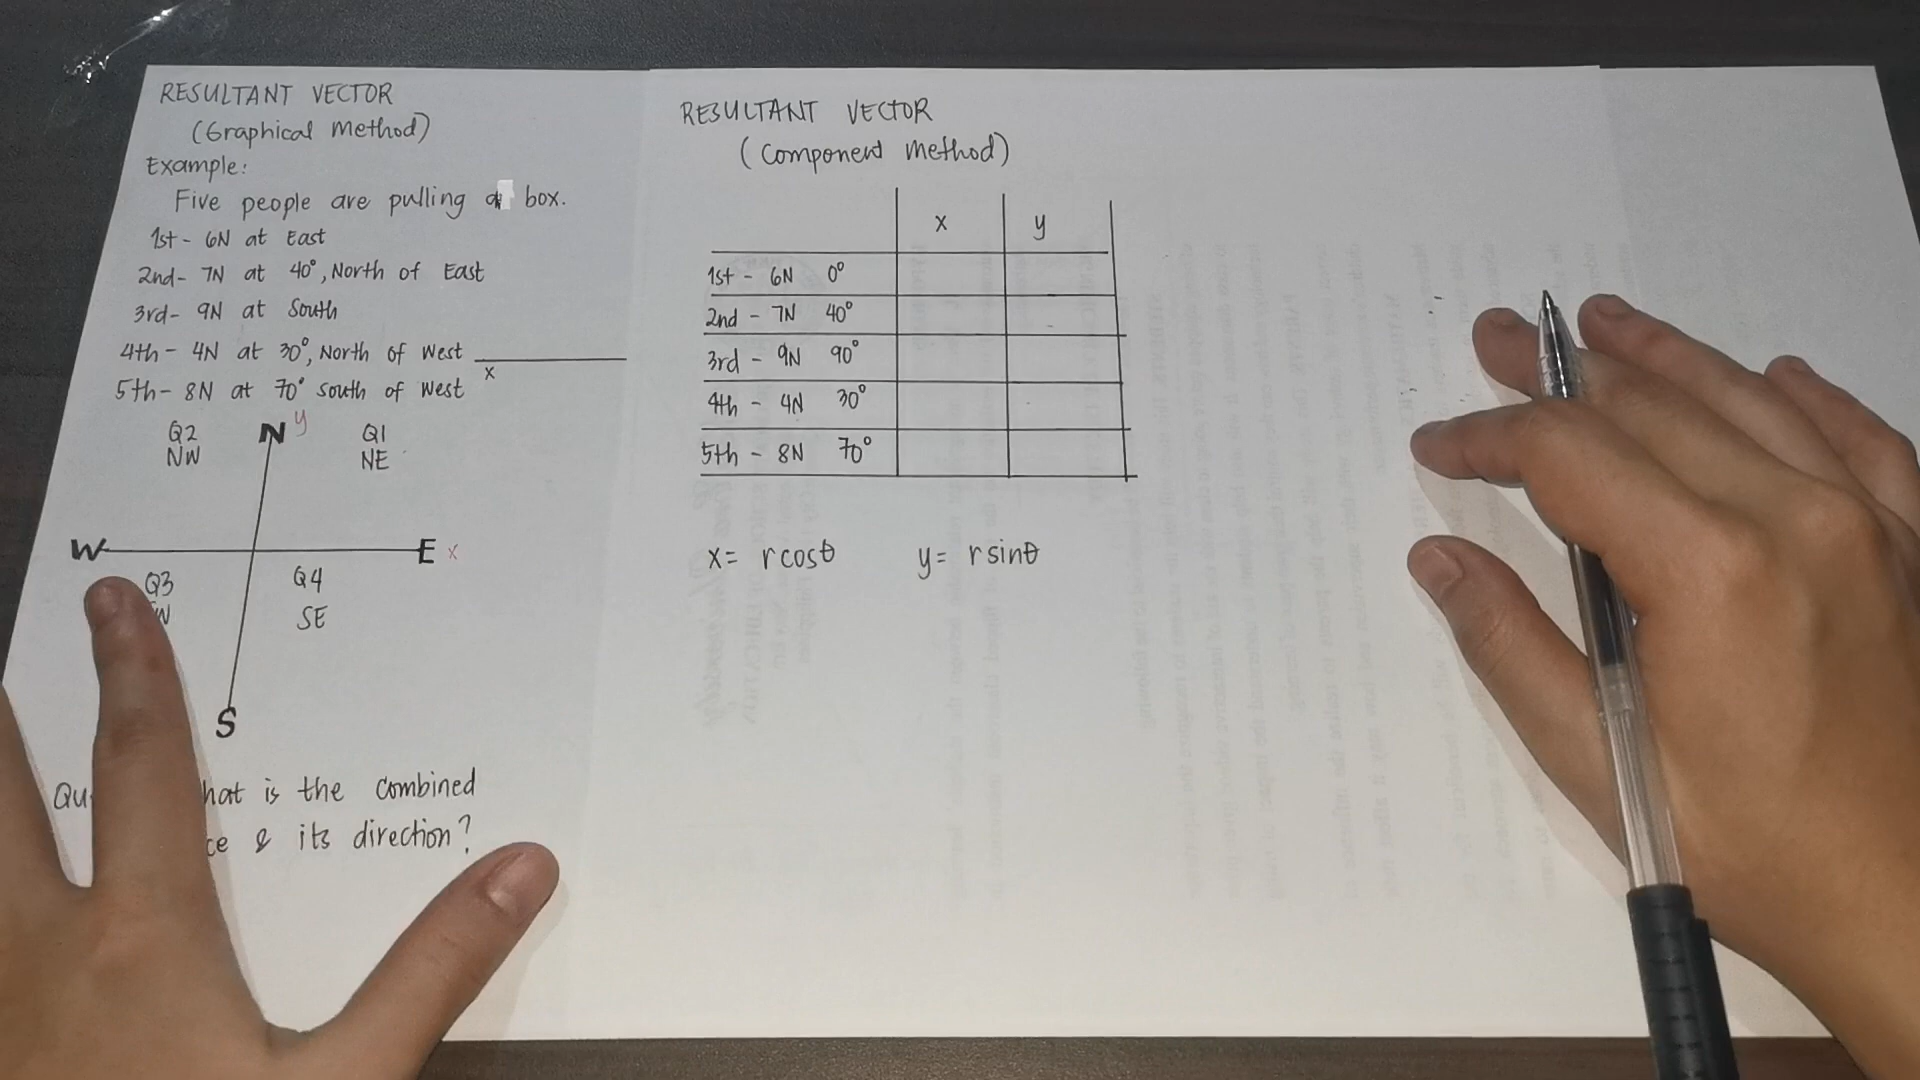 RESULTANT VECTOR
(Graphical Method)
Example:
Five people are pulling a box.
1st - 6N at East
2nd - 7N at 40°, North of East
3rd - 9N at South
4th - 4N at 30°, North of West
x
5th - 8N at 70° South of West
Q2
NW
N y
Q1
NE
W
E x
Q3
Q4
SE
S
is the combined
& its direction?
RESULTANT VECTOR
(Component Method)
x y
1st - 6N 0°
2nd - 7N 40°
3rd - 9N 90°
4th - 4N 30°
5th - 8N 70°
x = rcosθ y = rsinθ